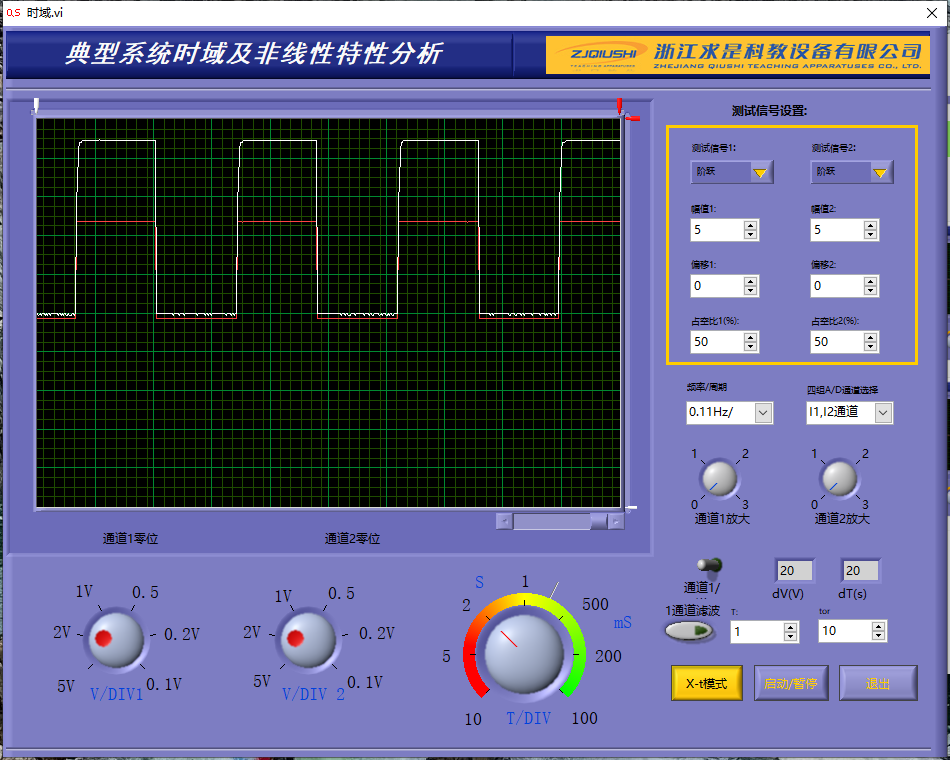 时域.vi
典型系统时域及非线性特性分析
ZJQIUSHI 浙江求是科教设备有限公司
ZHEJIANG QIUSHI TEACHING APPARATUSES CO., LTD.
测试信号设置:
测试信号1: 测试信号2:
阶跃 阶跃
幅值1: 幅值2:
5 5
偏移1: 偏移2:
0 0
占空比1(%): 占空比2(%):
50 50
频率/周期 四组A/D通道选择
0.11Hz/ I1,I2通道
1 2 1 2
0 3 0 3
通道1放大 通道2放大
通道1零位 通道2零位
通道1/ 20 20
dV(V) dT(s)
1通道滤波 T: tor
1 10
X-t模式 启动/暂停 退出
1V 0.5
2V 0.2V
5V 0.1V
V/DIV1
1V 0.5
2V 0.2V
5V 0.1V
V/DIV 2
S 1
2 500
mS
5 200
10 T/DIV 100